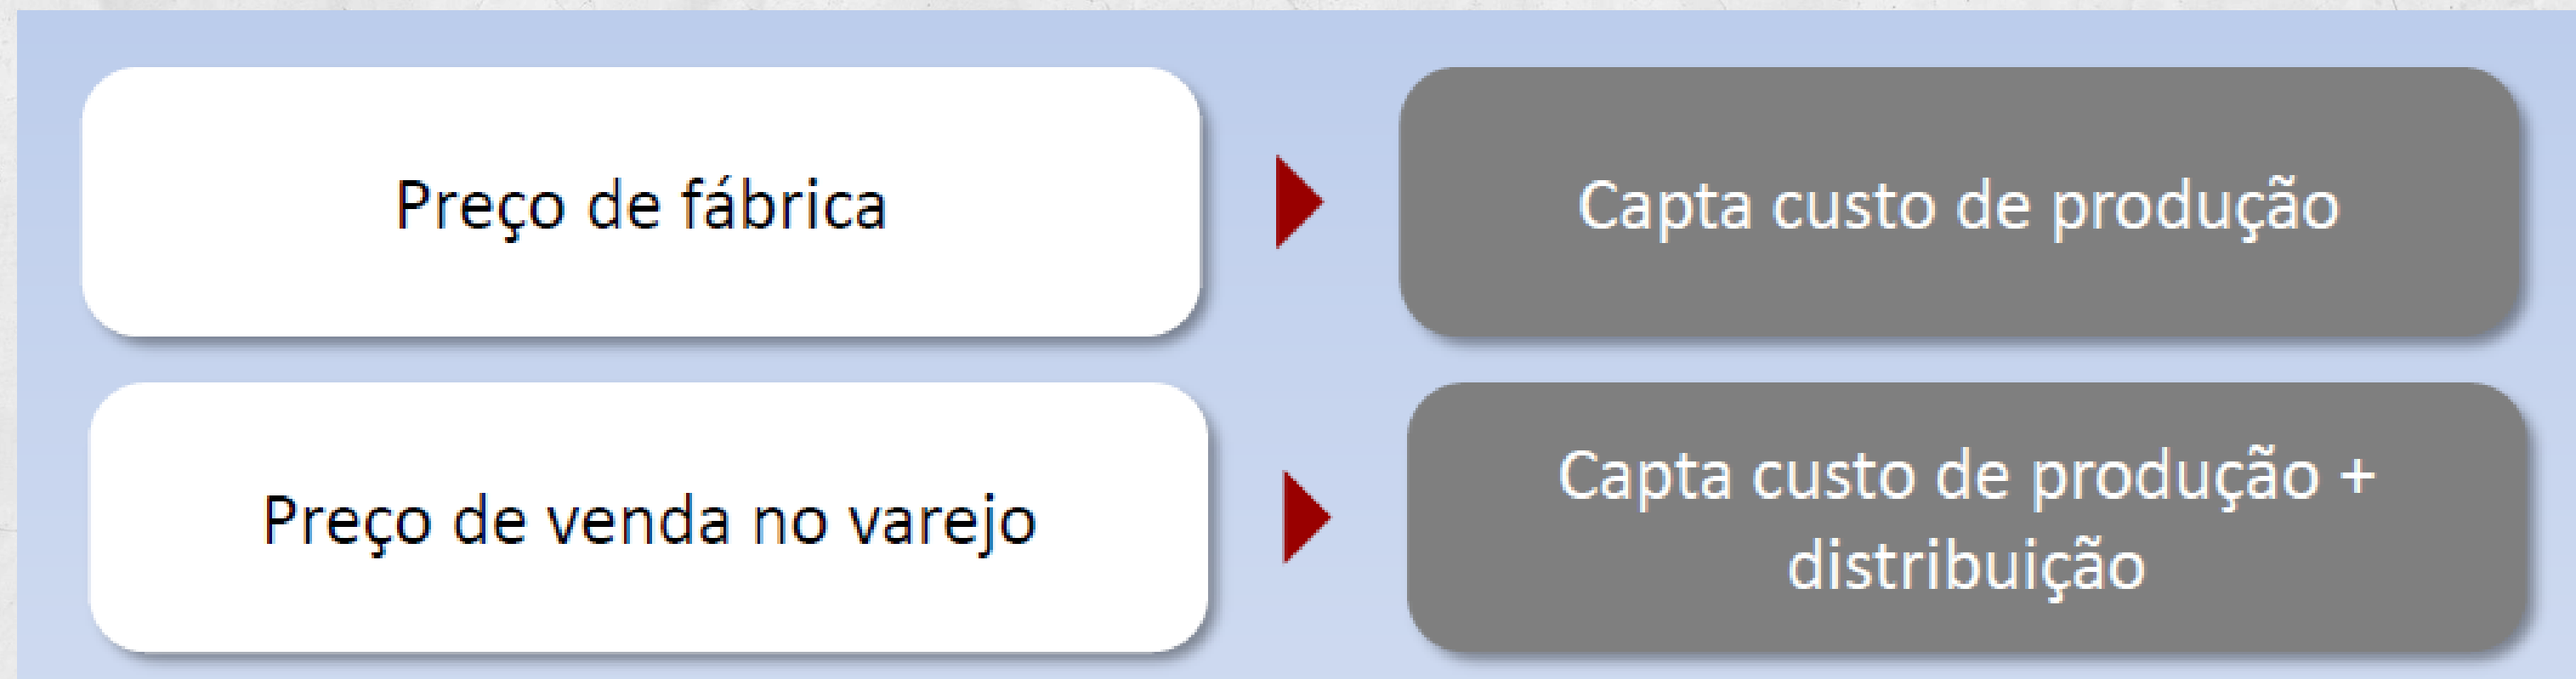 Preço de fábrica
Capta custo de produção
Preço de venda no varejo
Capta custo de produção +
distribuição